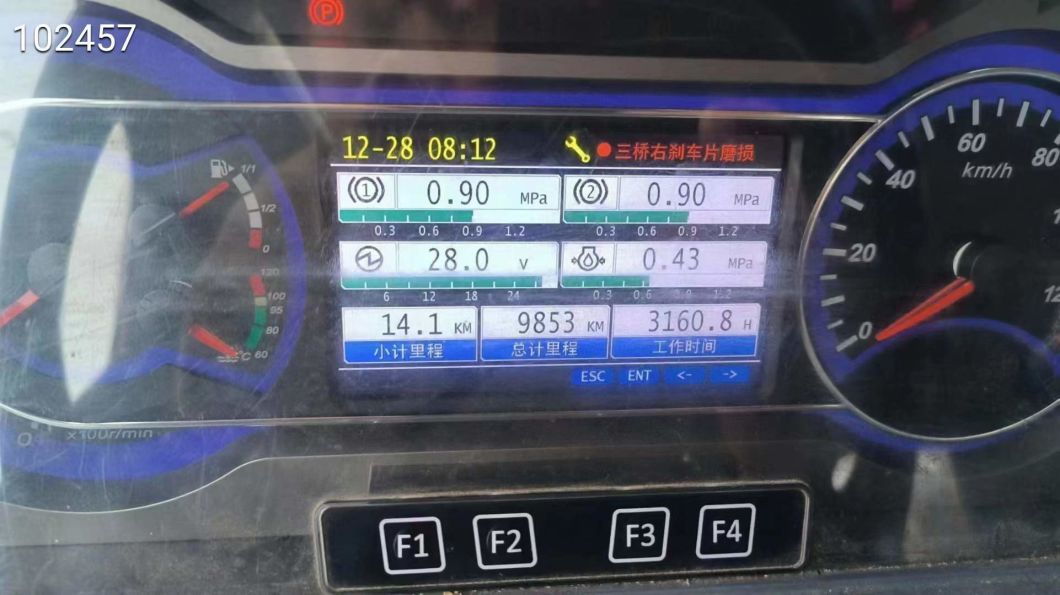 102457
P
12-28 08:12 三桥右刹车片磨损
1 0.90 MPa 2 0.90 MPa
0.3 0.6 0.9 1.2 0.3 0.6 0.9 1.2
28.0 V 0.43 MPa
6 12 18 24 0.3 0.6 0.9 1.2
14.1 KM 9853 KM 3160.8 H
小计里程 总计里程 工作时间
ESC ENT <- ->
1/1
1/2
0
120
100
95
80
60
°C
0 x100r/min
0 20 40 60 80
km/h
F1 F2 F3 F4